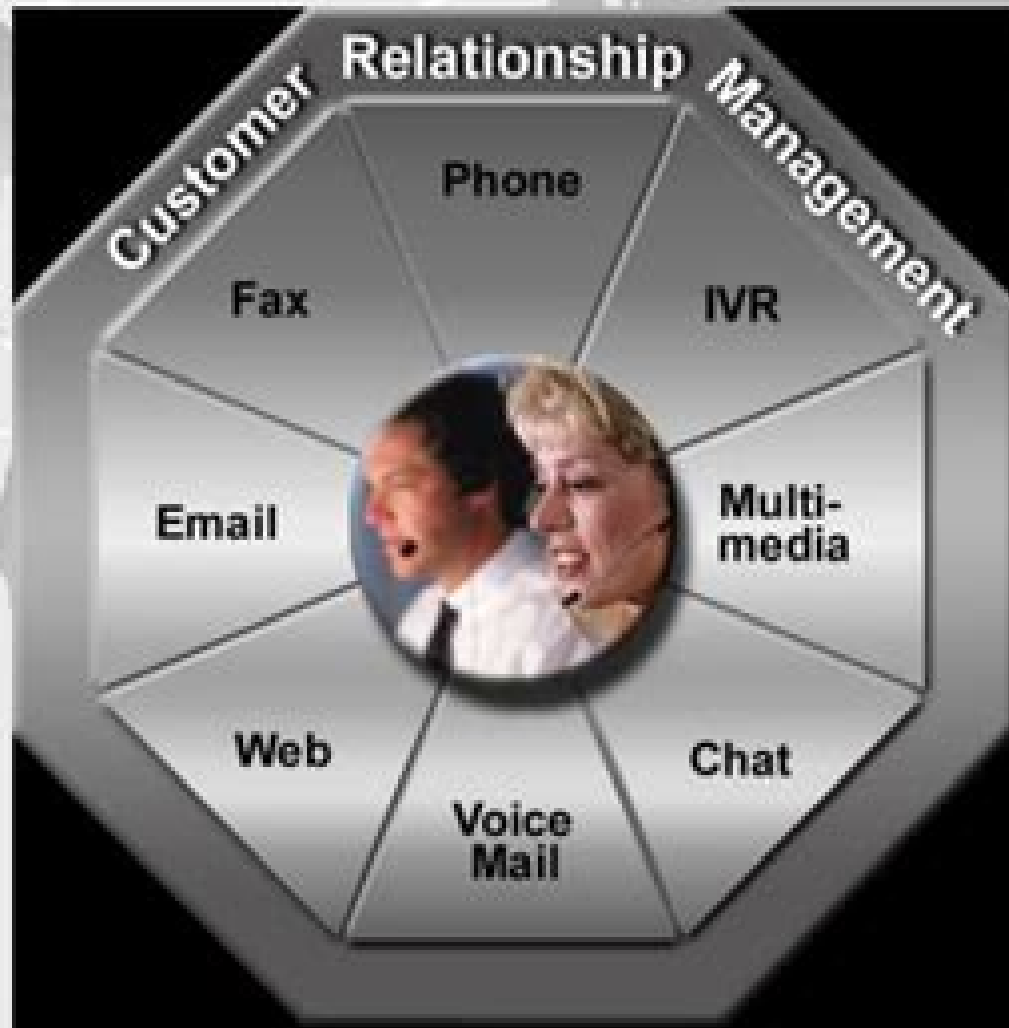 Customer Relationship Management
Phone
Fax
IVR
Email
Multi-
media
Web
Chat
Voice
Mail